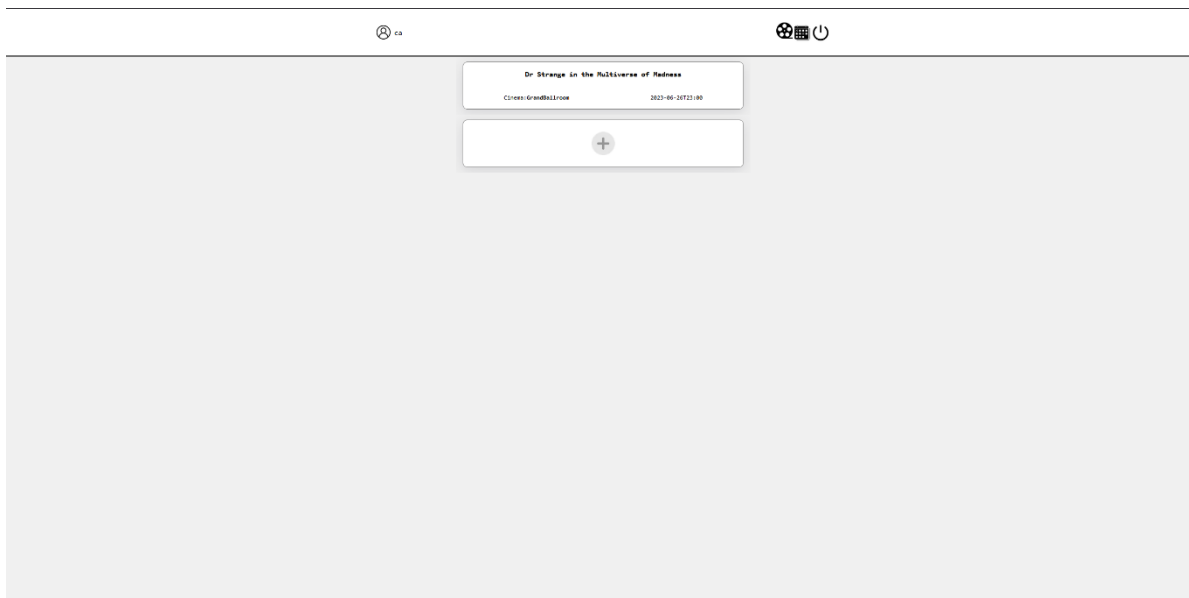 ca
Dr Strange in the Multiverse of Madness
Cinema:GrandBallroom 2023-06-26T23:00